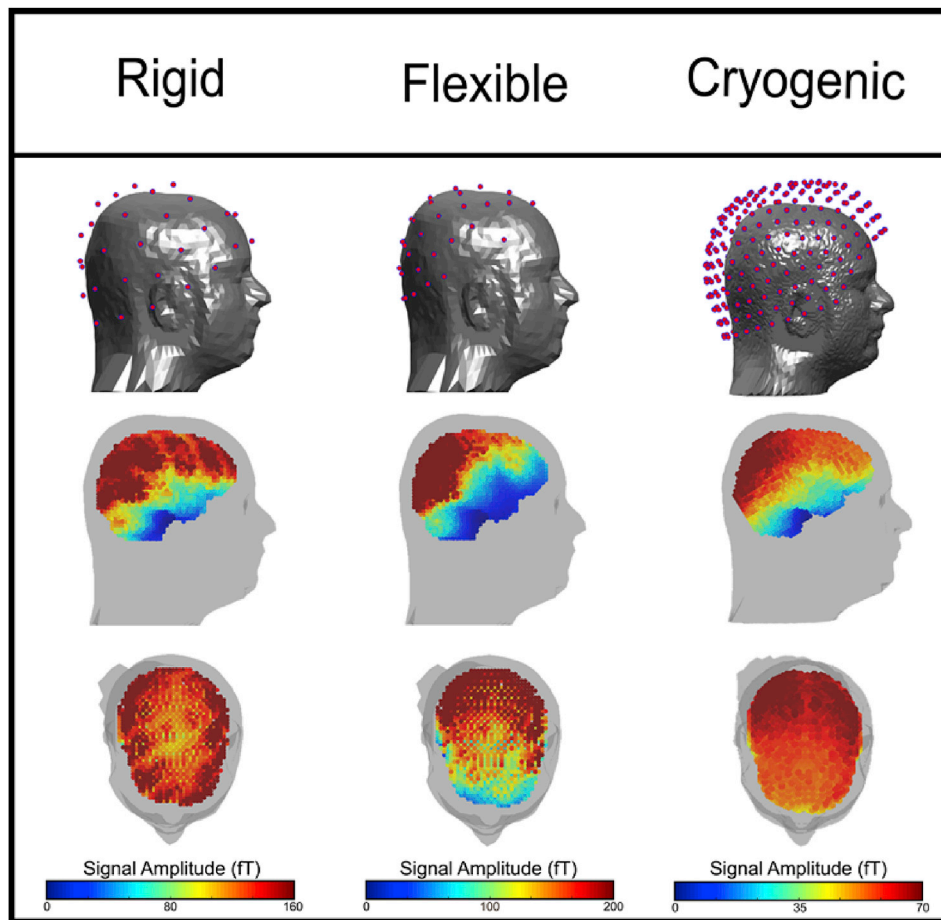 Rigid Flexible Cryogenic
Signal Amplitude (fT) Signal Amplitude (fT) Signal Amplitude (fT)
0 80 160 0 100 200 0 35 70